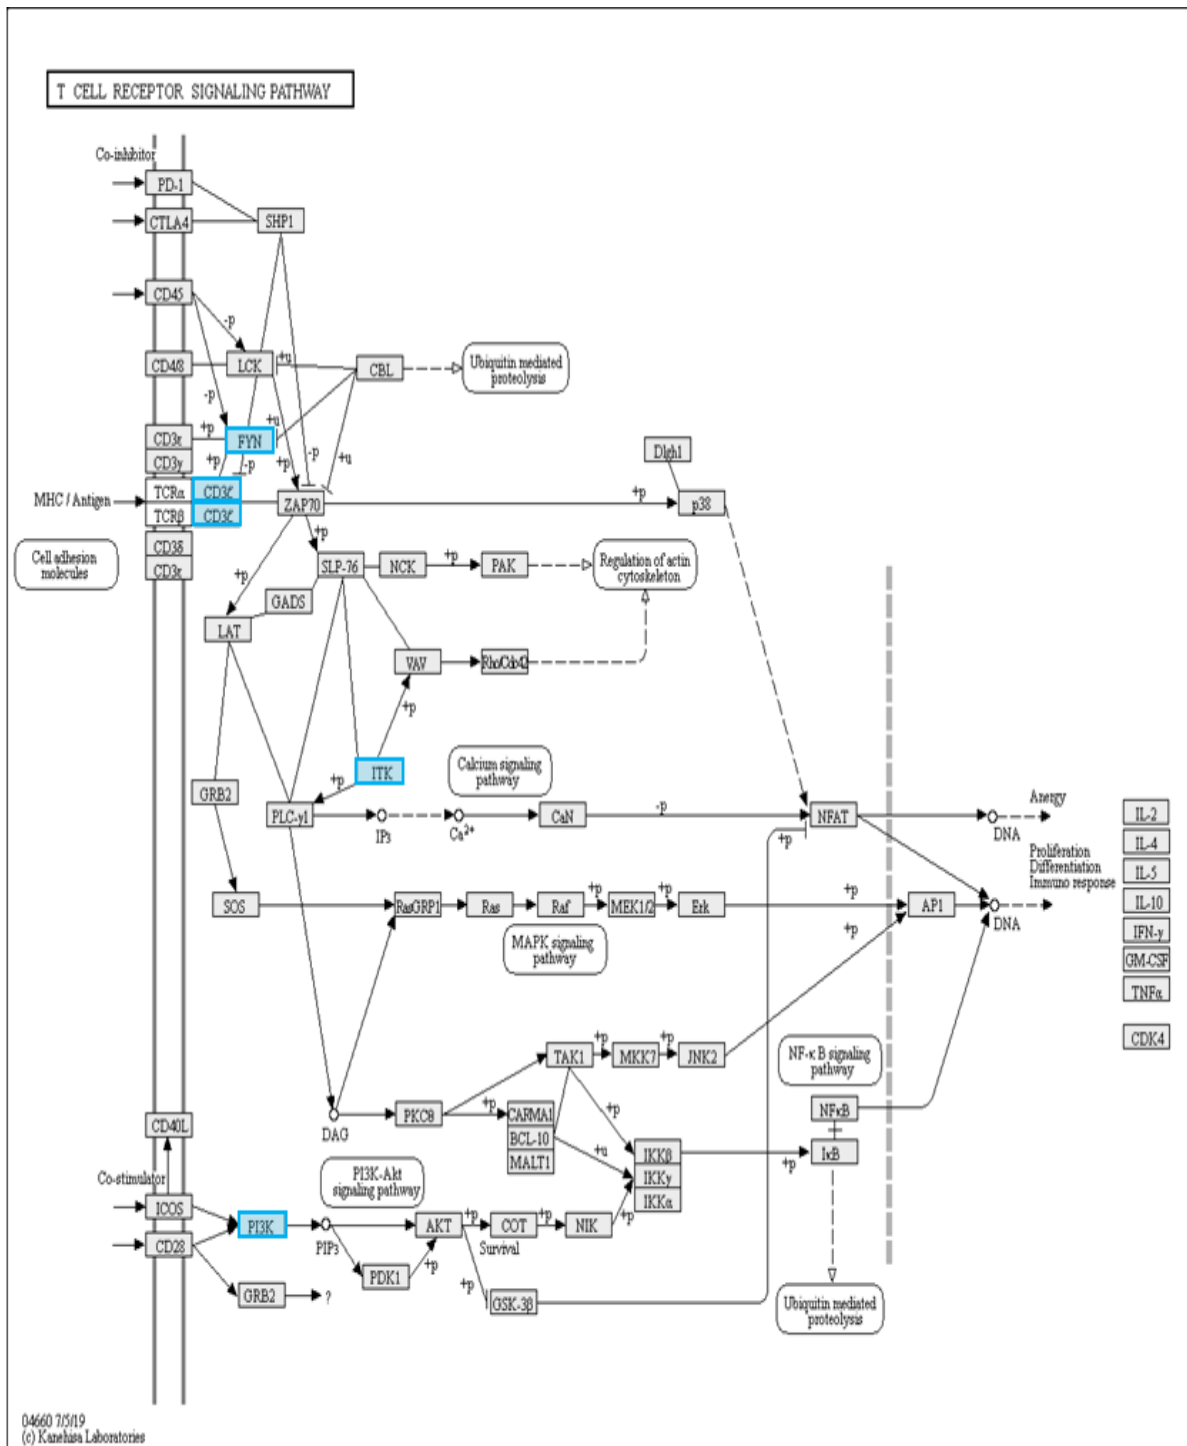 T CELL RECEPTOR SIGNALING PATHWAY
Co-inhibitor
PD-1
CTLA4
SHP1
CD45
-p
CD4/8
LCK
+u
CBL
Ubiquitin mediated
proteolysis
-p
CD3ε
+p
FYN
+u
CD3γ
+p
-p
+p
-p
+u
Dlgh1
MHC / Antigen
TCRα
CD3ζ
ZAP70
+p
p38
TCRβ
CD3ζ
+p
Cell adhesion
molecules
CD3δ
CD3ε
+p
SLP-76
NCK
+p
PAK
Regulation of actin
cytoskeleton
GADS
LAT
VAV
Rho/Cdc42
+p
ITK
+p
Calcium signaling
pathway
GRB2
PLC-γ1
IP3
Ca2+
CaN
-p
NFAT
+p
DNA
Anergy
Proliferation
Differentiation
Immuno response
IL-2
IL-4
IL-5
IL-10
IFN-γ
GM-CSF
TNFα
CDK4
SOS
RasGRP1
Ras
Raf
+p
MEK1/2
+p
Erk
+p
AP1
DNA
+p
MAPK signaling
pathway
TAK1
+p
MKK7
+p
JNK2
NF-κB signaling
pathway
DAG
PKCθ
+p
CARMA1
BCL-10
MALT1
+p
+u
IKKβ
IKKγ
IKKα
+p
NFκB
IκB
CD40L
Co-stimulator
PI3K-Akt
signaling pathway
ICOS
CD28
PI3K
PIP3
AKT
+p
COT
+p
NIK
+p
Survival
PDK1
+p
+p
GRB2
?
GSK-3β
Ubiquitin mediated
proteolysis
04660 7/5/19
(c) Kanehisa Laboratories